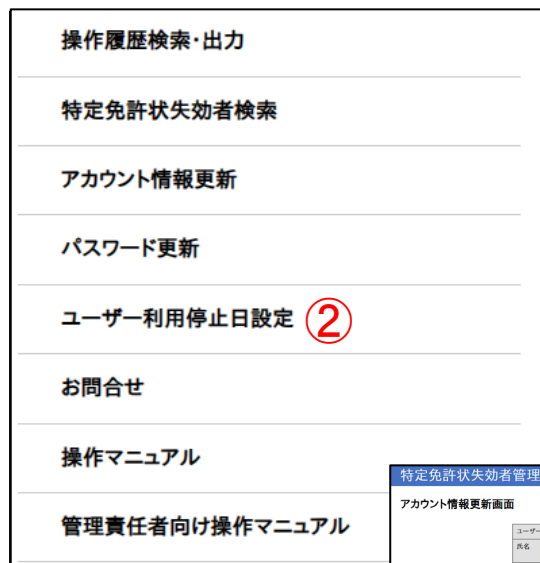 操作履歴検索・出力
特定免許状失効者検索
アカウント情報更新
パスワード更新
ユーザー利用停止日設定 ②
お問合せ
操作マニュアル
管理責任者向け操作マニュアル
特定免許状失効者管理
アカウント情報更新画面
ユーザー
氏名